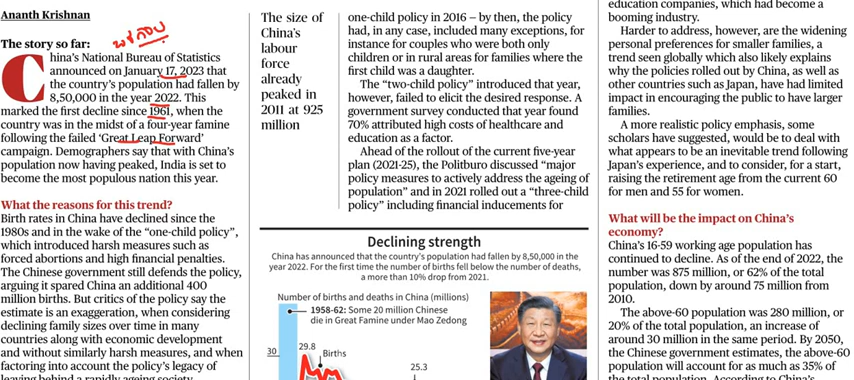 Ananth Krishnan
The story so far:
China's National Bureau of Statistics
announced on January 17, 2023 that
the country's population had fallen by
8,50,000 in the year 2022. This
marked the first decline since 1961, when the
country was in the midst of a four-year famine
following the failed 'Great Leap Forward'
campaign. Demographers say that with China's
population now having peaked, India is set to
become the most populous nation this year.
What the reasons for this trend?
Birth rates in China have declined since the
1980s and in the wake of the “one-child policy”,
which introduced harsh measures such as
forced abortions and high financial penalties.
The Chinese government still defends the policy,
arguing it spared China an additional 400
million births. But critics of the policy say the
estimate is an exaggeration, when considering
declining family sizes over time in many
countries along with economic development
and without similarly harsh measures, and when
factoring into account the policy's legacy of
leaving behind a rapidly ageing society.
The size of
China's
labour
force
already
peaked in
2011 at 925
million
one-child policy in 2016 – by then, the policy
had, in any case, included many exceptions, for
instance for couples who were both only
children or in rural areas for families where the
first child was a daughter.
The “two-child policy” introduced that year,
however, failed to elicit the desired response. A
government survey conducted that year found
70% attributed high costs of healthcare and
education as a factor.
Ahead of the rollout of the current five-year
plan (2021-25), the Politburo discussed “major
policy measures to actively address the ageing of
population” and in 2021 rolled out a “three-child
policy” including financial inducements for
Declining strength
China has announced that the country's population had fallen by 8,50,000 in the
year 2022. For the first time the number of births fell below the number of deaths,
a more than 10% drop from 2021.
Number of births and deaths in China (millions)
1958-62: Some 20 million Chinese
die in Great Famine under Mao Zedong
30
29.8
Births
25.3
education companies, which had become a
booming industry.
Harder to address, however, are the widening
personal preferences for smaller families, a
trend seen globally which also likely explains
why the policies rolled out by China, as well as
other countries such as Japan, have had limited
impact in encouraging the public to have larger
families.
A more realistic policy emphasis, some
scholars have suggested, would be to deal with
what appears to be an inevitable trend following
Japan's experience, and to consider, for a start,
raising the retirement age from the current 60
for men and 55 for women.
What will be the impact on China's
economy?
China's 16-59 working age population has
continued to decline. As of the end of 2022, the
number was 875 million, or 62% of the total
population, down by around 75 million from
2010.
The above-60 population was 280 million, or
20% of the total population, an increase of
around 30 million in the same period. By 2050,
the Chinese government estimates, the above-60
population will account for as much as 35% of
the total population. According to China's